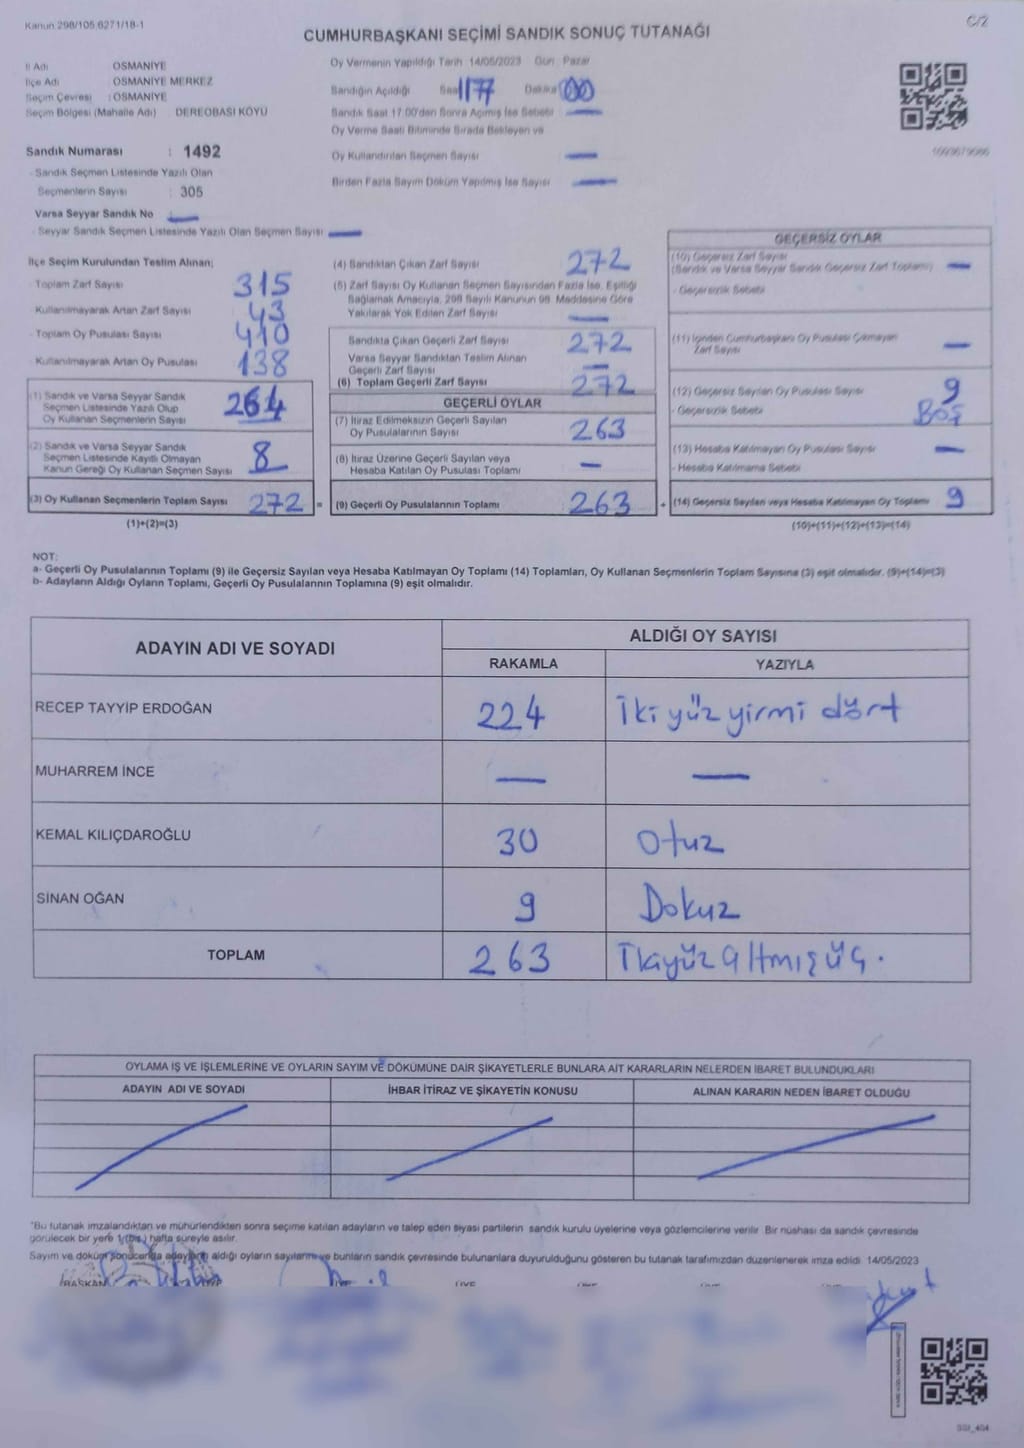 Kanun 298/105 6271/18-1
C/2
CUMHURBAŞKANI SEÇİMİ SANDIK SONUÇ TUTANAĞI
İl Adı OSMANİYE
İlçe Adı OSMANİYE MERKEZ
Seçim Çevresi : OSMANİYE
Seçim Bölgesi (Mahalle Adı) DEREOBASI KÖYÜ
Sandık Numarası : 1492
- Sandık Seçmen Listesinde Yazılı Olan
Seçmenlerin Sayısı : 305
Varsa Seyyar Sandık No
- Seyyar Sandık Seçmen Listesinde Yazılı Olan Seçmen Sayısı
Oy Vermenin Yapıldığı Tarih 14/05/2023 Gün : Pazar
Sandığın Açıldığı Saat 17 Dakika 00
Sandık Saat 17:00'den Sonra Açılmış İse Sebebi
Oy Verme Saati Bitiminde Sırada Bekleyen ve
Oy Kullandırılan Seçmen Sayısı
Birden Fazla Sayım Döküm Yapılmış İse Sayısı
İlçe Seçim Kurulundan Teslim Alınan;
- Toplam Zarf Sayısı 315
- Kullanılmayarak Artan Zarf Sayısı 43
- Toplam Oy Pusulası Sayısı 410
- Kullanılmayarak Artan Oy Pusulası 138
(1) Sandık ve Varsa Seyyar Sandık
Seçmen Listesinde Yazılı Olup
Oy Kullanan Seçmenlerin Sayısı 264
(2) Sandık ve Varsa Seyyar Sandık
Seçmen Listesinde Kayıtlı Olmayan
Kanun Gereği Oy Kullanan Seçmen Sayısı 8
(3) Oy Kullanan Seçmenlerin Toplam Sayısı 272 =
(1)+(2)=(3)
(4) Sandıktan Çıkan Zarf Sayısı 272
(5) Zarf Sayısı Oy Kullanan Seçmen Sayısından Fazla İse, Eşitliği
Sağlamak Amacıyla, 298 Sayılı Kanunun 98. Maddesine Göre
Yakılarak Yok Edilen Zarf Sayısı
Sandıkta Çıkan Geçerli Zarf Sayısı 272
Varsa Seyyar Sandıktan Teslim Alınan
Geçerli Zarf Sayısı
(6) Toplam Geçerli Zarf Sayısı 272
GEÇERLİ OYLAR
(7) İtiraz Edilmeksizin Geçerli Sayılan
Oy Pusulalarının Sayısı 263
(8) İtiraz Üzerine Geçerli Sayılan veya
Hesaba Katılan Oy Pusulası Toplamı
(9) Geçerli Oy Pusulalarının Toplamı 263 +
GEÇERSİZ OYLAR
(10) Geçersiz Zarf Sayısı
(Sandık ve Varsa Seyyar Sandık Geçersiz Zarf Toplamı)
- Geçersizlik Sebebi
(11) İçinden Cumhurbaşkanı Oy Pusulası Çıkmayan
Zarf Sayısı
(12) Geçersiz Sayılan Oy Pusulası Sayısı 9
- Geçersizlik Sebebi BOŞ
(13) Hesaba Katılmayan Oy Pusulası Sayısı
- Hesaba Katılmama Sebebi
(14) Geçersiz Sayılan veya Hesaba Katılmayan Oy Toplamı 9
(10)+(11)+(12)+(13)=(14)
NOT:
a- Geçerli Oy Pusulalarının Toplamı (9) ile Geçersiz Sayılan veya Hesaba Katılmayan Oy Toplamı (14) Toplamları, Oy Kullanan Seçmenlerin Toplam Sayısına (3) eşit olmalıdır. (9)+(14)=(3)
b- Adayların Aldığı Oyların Toplamı, Geçerli Oy Pusulalarının Toplamına (9) eşit olmalıdır.
ADAYIN ADI VE SOYADI
ALDIĞI OY SAYISI
RAKAMLA YAZIYLA
RECEP TAYYİP ERDOĞAN 224 İki yüz yirmi dört
MUHARREM İNCE
KEMAL KILIÇDAROĞLU 30 Otuz
SİNAN OĞAN 9 Dokuz
TOPLAM 263 İkiyüz altmışüç.
OYLAMA İŞ VE İŞLEMLERİNE VE OYLARIN SAYIM VE DÖKÜMÜNE DAİR ŞİKAYETLERLE BUNLARA AİT KARARLARIN NELERDEN İBARET BULUNDUKLARI
ADAYIN ADI VE SOYADI İHBAR İTİRAZ VE ŞİKAYETİN KONUSU ALINAN KARARIN NEDEN İBARET OLDUĞU
*Bu tutanak imzalandıktan ve mühürlendikten sonra seçime katılan adayların ve talep eden siyasi partilerin sandık kurulu üyelerine veya gözlemcilerine verilir. Bir nüshası da sandık çevresinde
görülecek bir yere 1 (bir) hafta süreyle asılır.
Sayım ve döküm sonucunda adayların aldığı oyların sayılarını ve bunların sandık çevresinde bulunanlara duyurulduğunu gösteren bu tutanak tarafımızdan düzenlenerek imza edildi. 14/05/2023
BAŞKAN ÜYE ÜYE ÜYE ÜYE ÜYE